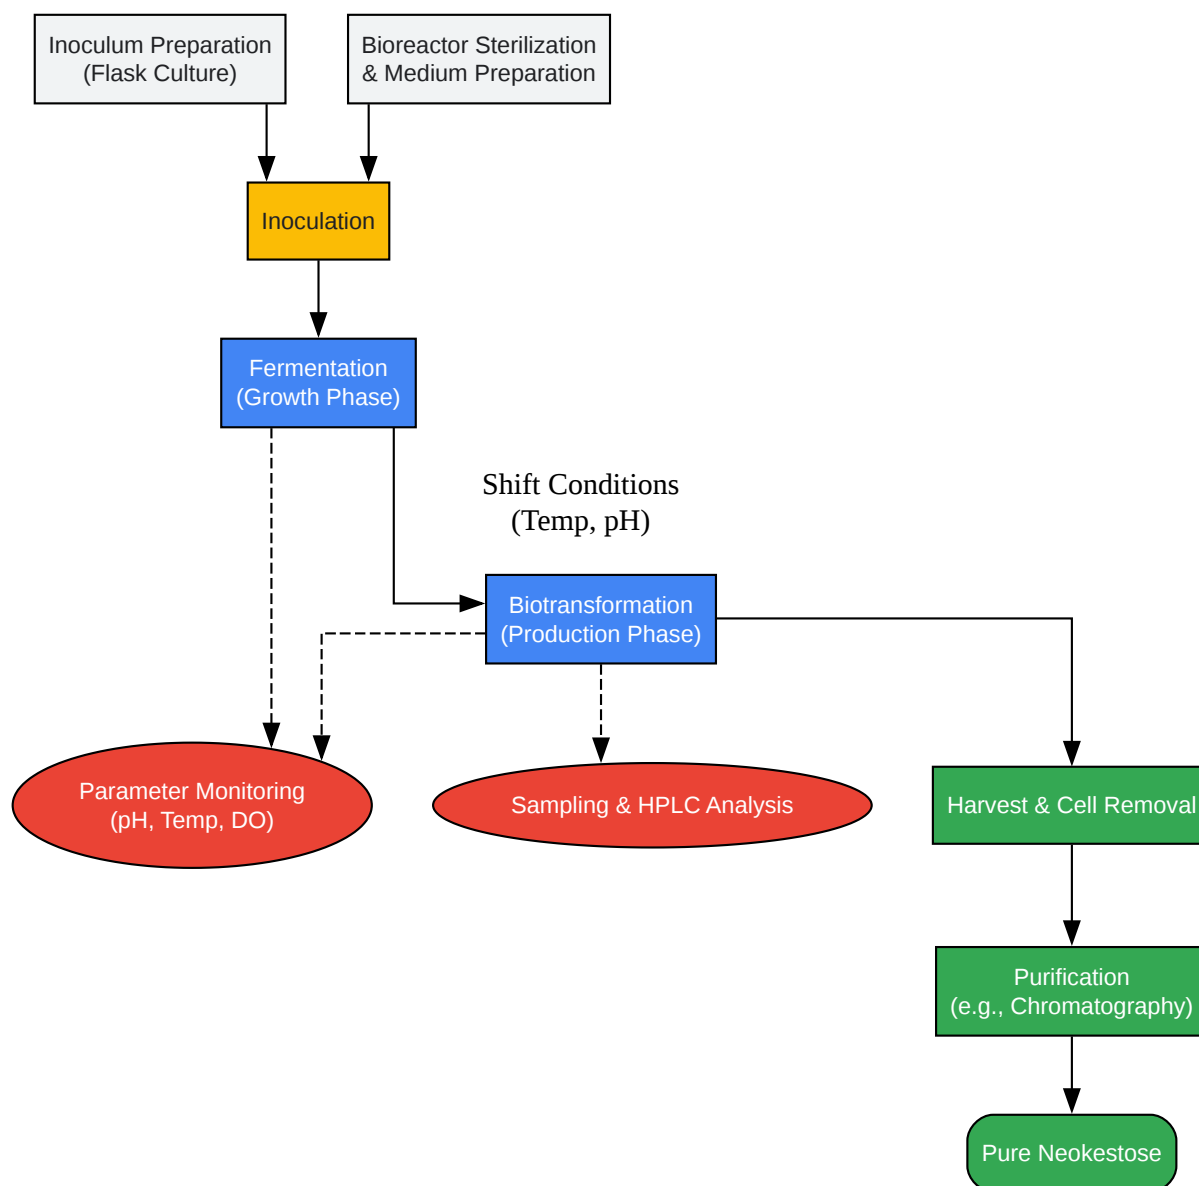 Inoculum Preparation
(Flask Culture)
Bioreactor Sterilization
& Medium Preparation
Inoculation
Fermentation
(Growth Phase)
Shift Conditions
(Temp, pH)
Biotransformation
(Production Phase)
Parameter Monitoring
(pH, Temp, DO)
Sampling & HPLC Analysis
Harvest & Cell Removal
Purification
(e.g., Chromatography)
Pure Neokestose